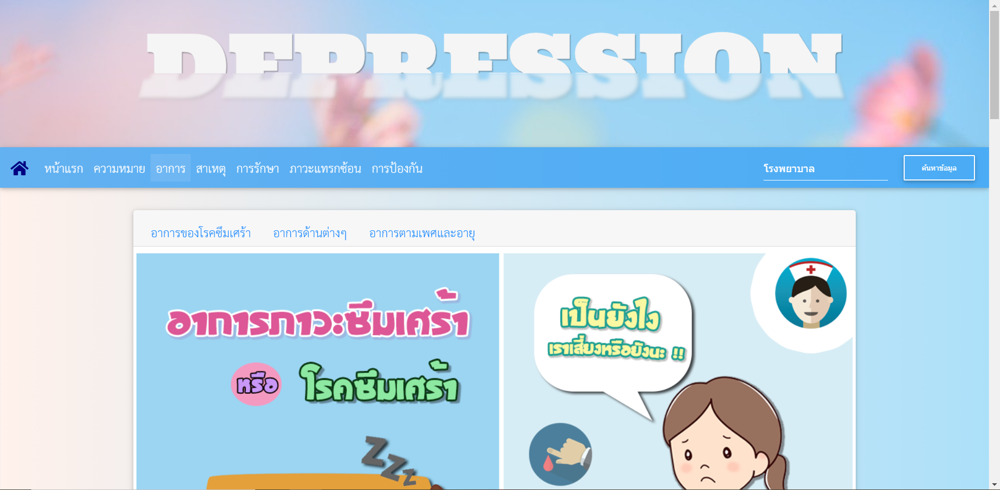 DEPRESSION
หน้าแรก ความหมาย อาการ สาเหตุ การรักษา ภาวะแทรกซ้อน การป้องกัน โรงพยาบาล ค้นหาข้อมูล
อาการของโรคซึมเศร้า อาการด้านต่างๆ อาการตามเพศและอายุ
อาการภาวะซึมเศร้า
หรือ โรคซึมเศร้า
Z Z Z
เป็นยังไง
เราเสี่ยงหรือยังนะ !!